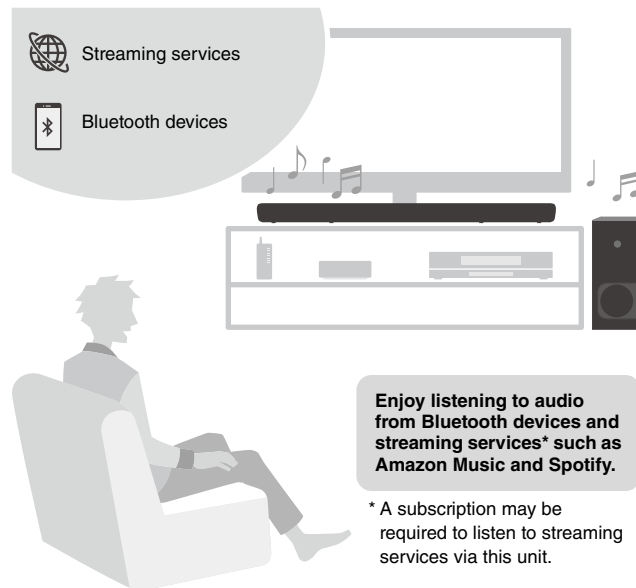 Streaming services
Bluetooth devices
Enjoy listening to audio
from Bluetooth devices and
streaming services* such as
Amazon Music and Spotify.
* A subscription may be
required to listen to streaming
services via this unit.